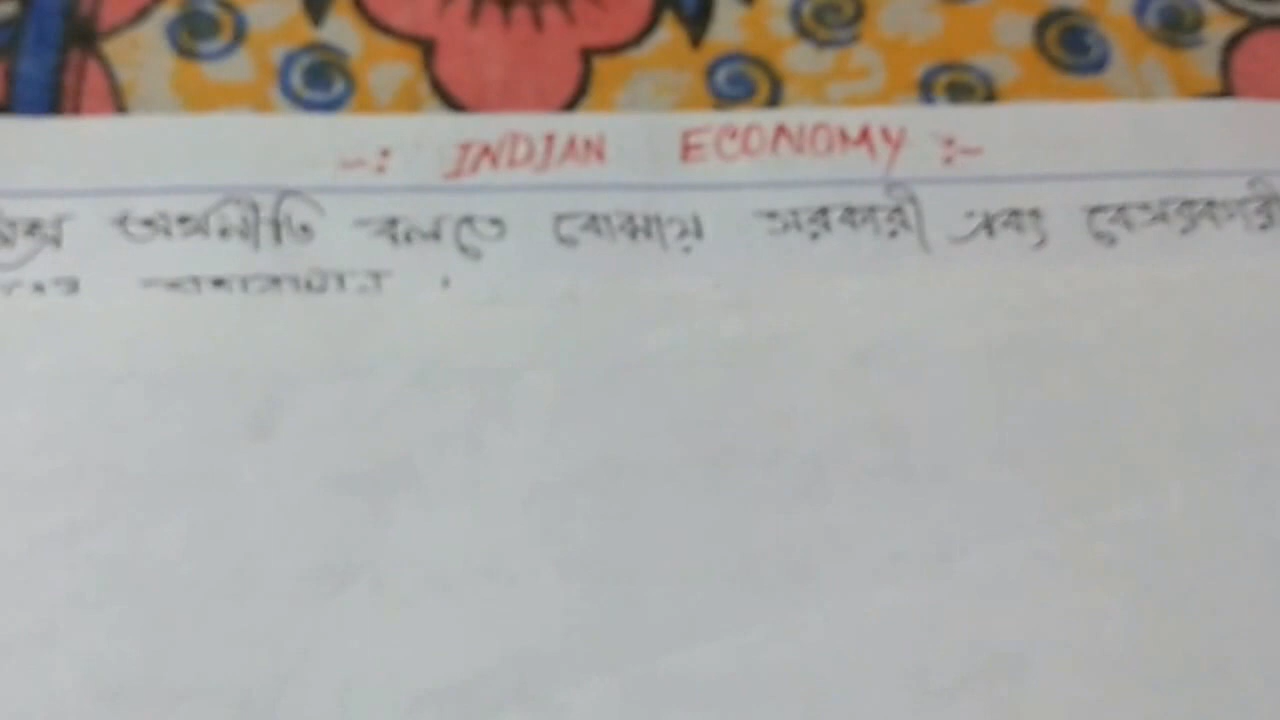 -: INDIAN ECONOMY :-
মিশ্র অর্থনীতি বলতে বোঝায় সরকারী এবং বেসরকারী